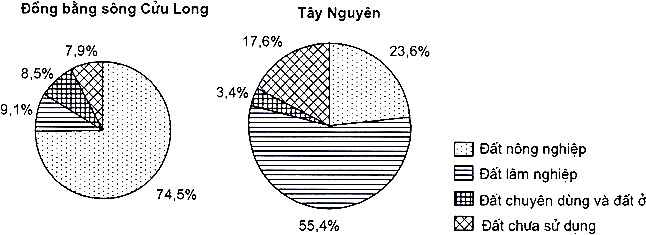 Đồng bằng sông Cửu Long
Tây Nguyên
7,9%
8,5%
9,1%
74,5%
17,6%
23,6%
3,4%
55,4%
Đất nông nghiệp
Đất lâm nghiệp
Đất chuyên dùng và đất ở
Đất chưa sử dụng